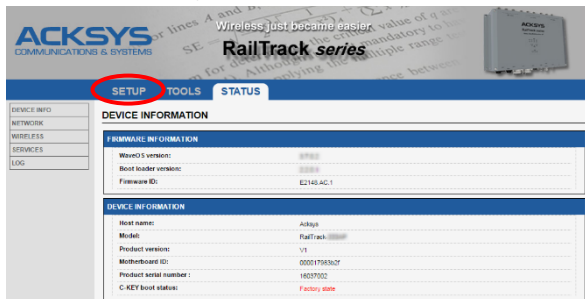 ACKSYS
COMMUNICATIONS & SYSTEMS
Wireless just became easier
RailTrack series
SETUP TOOLS STATUS
DEVICE INFO
NETWORK
WIRELESS
SERVICES
LOG
DEVICE INFORMATION
FIRMWARE INFORMATION
WaveOS version:
Boot loader version:
Firmware ID: E2148.AC.1
DEVICE INFORMATION
Host name: Acksys
Model: RailTrack
Product version: V1
Motherboard ID: 000017983b2f
Product serial number : 16037002
C-KEY boot status: Factory state